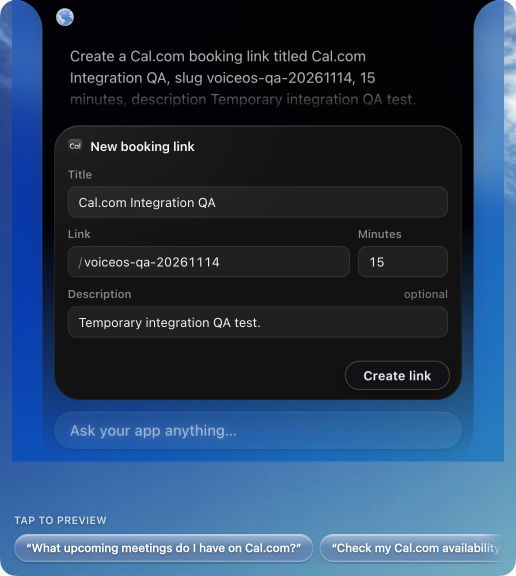 Create a Cal.com booking link titled Cal.com
Integration QA, slug voiceos-qa-20261114, 15
minutes, description Temporary integration QA test.
Cal New booking link
Title
Cal.com Integration QA
Link Minutes
/voiceos-qa-20261114 15
Description optional
Temporary integration QA test.
Create link
Ask your app anything...
TAP TO PREVIEW
“What upcoming meetings do I have on Cal.com?” “Check my Cal.com availability